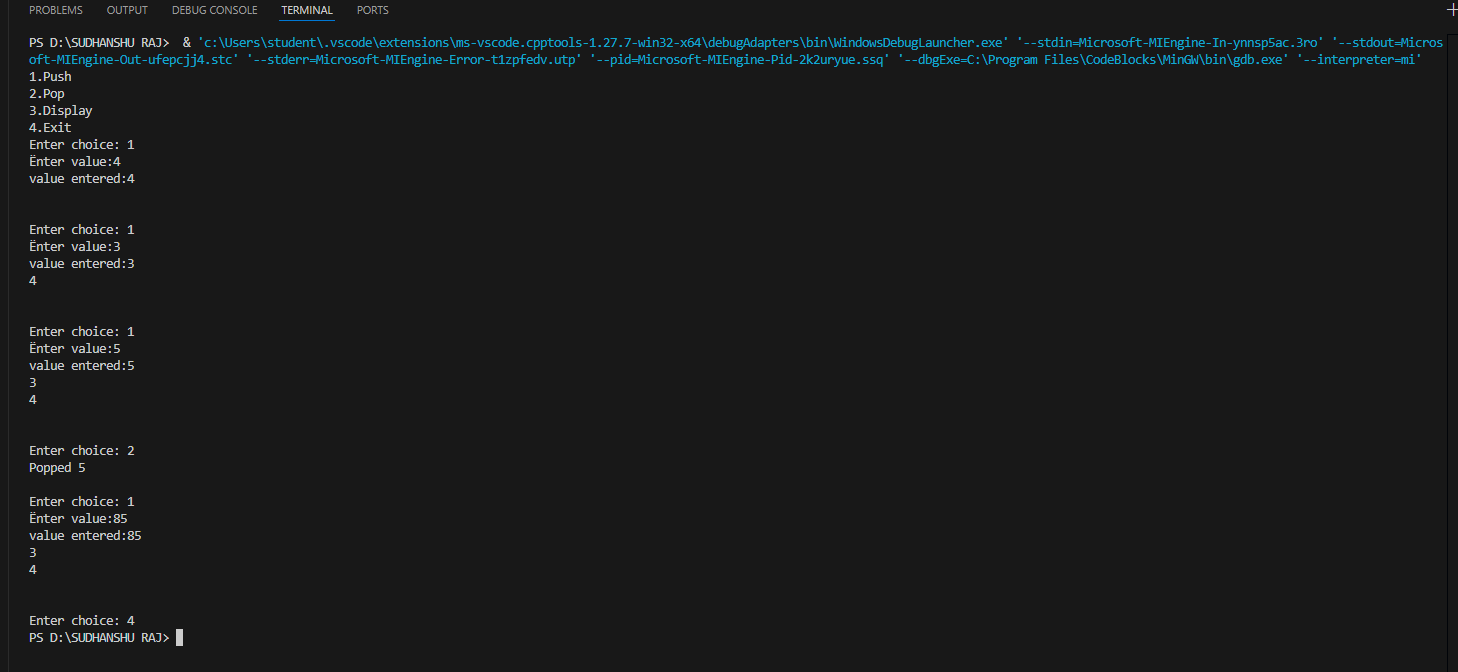 PROBLEMS OUTPUT DEBUG CONSOLE TERMINAL PORTS
PS D:\SUDHANSHU RAJ>  & 'c:\Users\student\.vscode\extensions\ms-vscode.cpptools-1.27.7-win32-x64\debugAdapters\bin\WindowsDebugLauncher.exe' '--stdin=Microsoft-MIEngine-In-ynnsp5ac.3ro' '--stdout=Micros
oft-MIEngine-Out-ufepcjj4.stc' '--stderr=Microsoft-MIEngine-Error-t1zpfedv.utp' '--pid=Microsoft-MIEngine-Pid-2k2uryue.ssq' '--dbgExe=C:\Program Files\CodeBlocks\MinGW\bin\gdb.exe' '--interpreter=mi'
1.Push
2.Pop
3.Display
4.Exit
Enter choice: 1
Ënter value:4
value entered:4
Enter choice: 1
Ënter value:3
value entered:3
4
Enter choice: 1
Ënter value:5
value entered:5
3
4
Enter choice: 2
Popped 5
Enter choice: 1
Ënter value:85
value entered:85
3
4
Enter choice: 4
PS D:\SUDHANSHU RAJ>